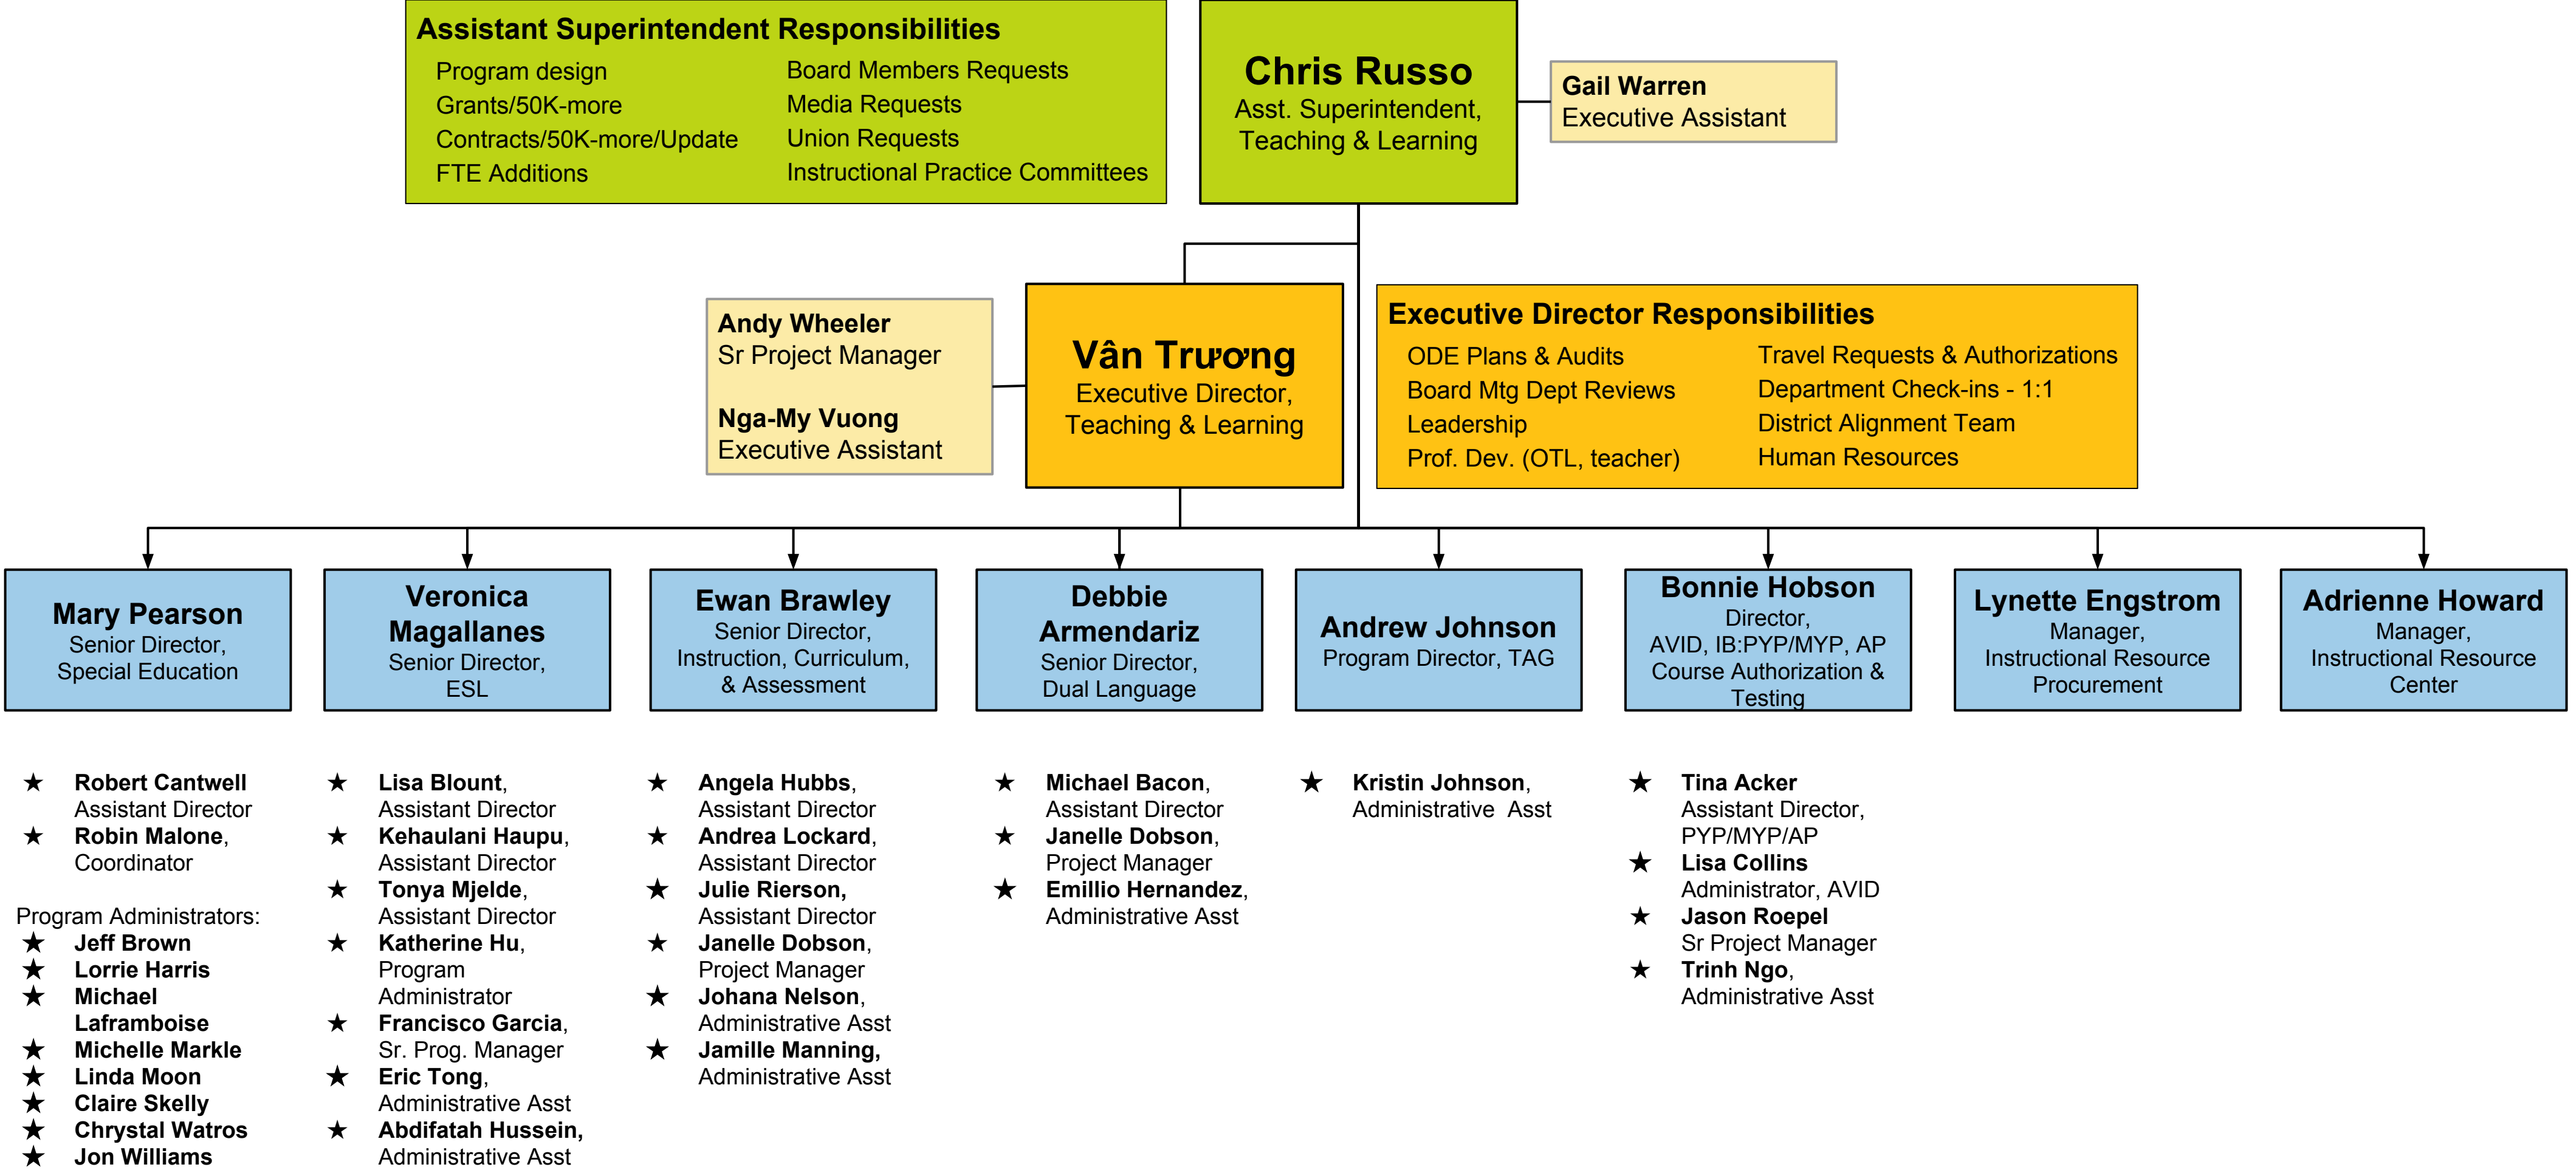 Assistant Superintendent Responsibilities
Program design
Grants/50K-more
Contracts/50K-more/Update
FTE Additions
Board Members Requests
Media Requests
Union Requests
Instructional Practice Committees
Chris Russo
Asst. Superintendent,
Teaching & Learning
Gail Warren
Executive Assistant
Andy Wheeler
Sr Project Manager
Nga-My Vuong
Executive Assistant
Vân Trương
Executive Director,
Teaching & Learning
Executive Director Responsibilities
ODE Plans & Audits
Board Mtg Dept Reviews
Leadership
Prof. Dev. (OTL, teacher)
Travel Requests & Authorizations
Department Check-ins - 1:1
District Alignment Team
Human Resources
Mary Pearson
Senior Director,
Special Education
Veronica
Magallanes
Senior Director,
ESL
Ewan Brawley
Senior Director,
Instruction, Curriculum,
& Assessment
Debbie
Armendariz
Senior Director,
Dual Language
Andrew Johnson
Program Director, TAG
Bonnie Hobson
Director,
AVID, IB:PYP/MYP, AP
Course Authorization &
Testing
Lynette Engstrom
Manager,
Instructional Resource
Procurement
Adrienne Howard
Manager,
Instructional Resource
Center
★ Robert Cantwell
Assistant Director
★ Robin Malone,
Coordinator
Program Administrators:
★ Jeff Brown
★ Lorrie Harris
★ Michael
Laframboise
★ Michelle Markle
★ Linda Moon
★ Claire Skelly
★ Chrystal Watros
★ Jon Williams
★ Lisa Blount,
Assistant Director
★ Kehaulani Haupu,
Assistant Director
★ Tonya Mjelde,
Assistant Director
★ Katherine Hu,
Program
Administrator
★ Francisco Garcia,
Sr. Prog. Manager
★ Eric Tong,
Administrative Asst
★ Abdifatah Hussein,
Administrative Asst
★ Angela Hubbs,
Assistant Director
★ Andrea Lockard,
Assistant Director
★ Julie Rierson,
Assistant Director
★ Janelle Dobson,
Project Manager
★ Johana Nelson,
Administrative Asst
★ Jamille Manning,
Administrative Asst
★ Michael Bacon,
Assistant Director
★ Janelle Dobson,
Project Manager
★ Emillio Hernandez,
Administrative Asst
★ Kristin Johnson,
Administrative Asst
★ Tina Acker
Assistant Director,
PYP/MYP/AP
★ Lisa Collins
Administrator, AVID
★ Jason Roepel
Sr Project Manager
★ Trinh Ngo,
Administrative Asst